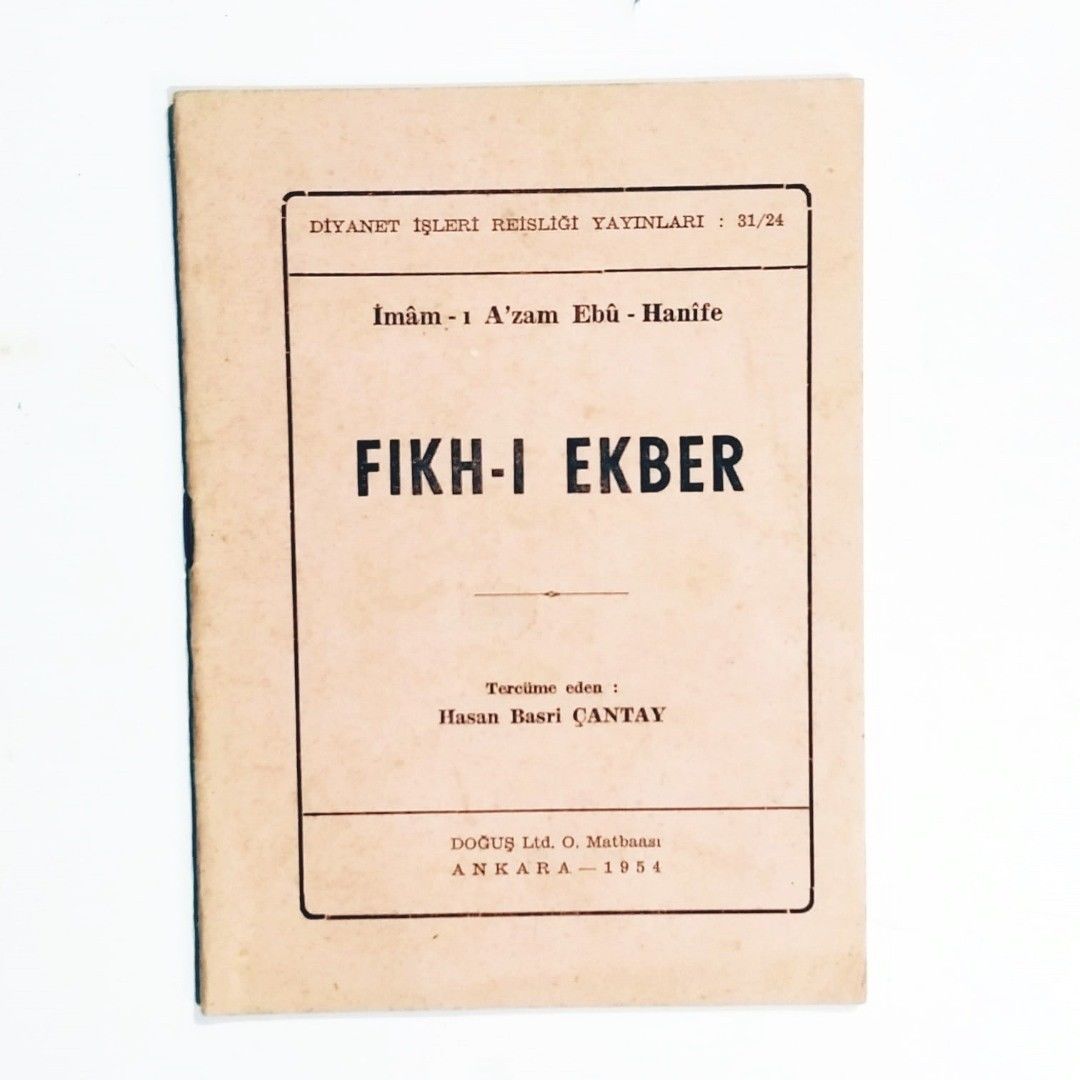 DİYANET İŞLERİ REİSLİĞİ YAYINLARI : 31/24
İmâm - ı A'zam Ebû - Hanîfe
FIKH-I EKBER
Tercüme eden :
Hasan Basri ÇANTAY
DOĞUŞ Ltd. O. Matbaası
ANKARA — 1954